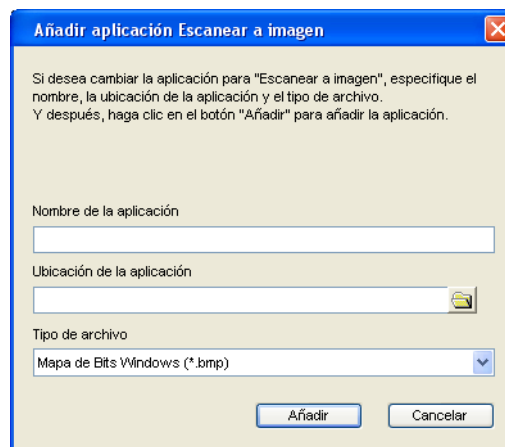 Añadir aplicación Escanear a imagen
Si desea cambiar la aplicación para "Escanear a imagen", especifique el
nombre, la ubicación de la aplicación y el tipo de archivo.
Y después, haga clic en el botón "Añadir" para añadir la aplicación.
Nombre de la aplicación
Ubicación de la aplicación
Tipo de archivo
Mapa de Bits Windows (*.bmp)
Añadir
Cancelar